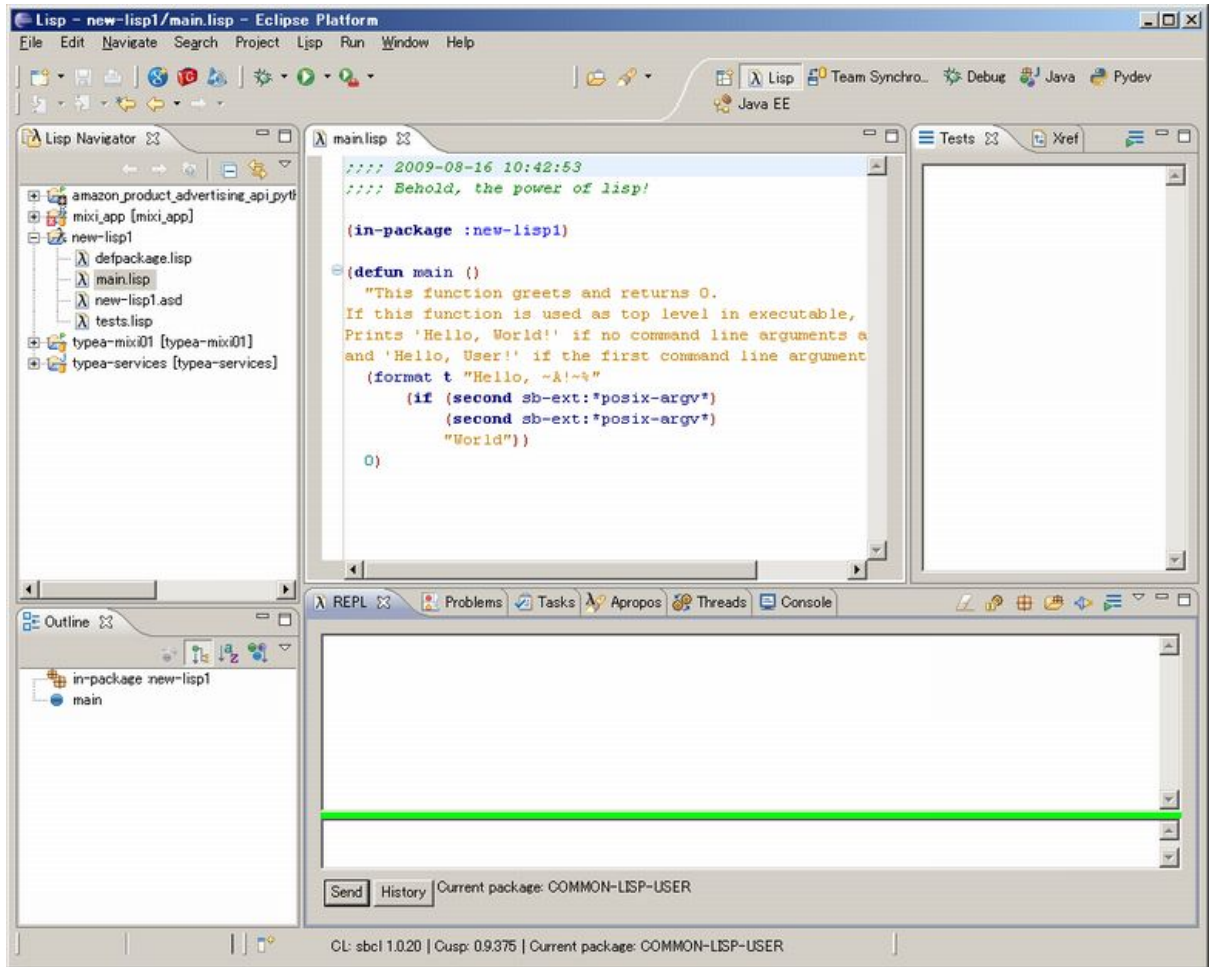 Lisp - new-lisp1/main.lisp - Eclipse Platform
File Edit Navigate Search Project Lisp Run Window Help
Lisp Team Synchro... Debug Java Pydev
Java EE
Lisp Navigator
amazon_product_advertising_api_pyt
mixi_app [mixi_app]
new-lisp1
defpackage.lisp
main.lisp
new-lisp1.asd
tests.lisp
typea-mixi01 [typea-mixi01]
typea-services [typea-services]
main.lisp
;;;; 2009-08-16 10:42:53
;;;; Behold, the power of lisp!
(in-package :new-lisp1)
(defun main ()
"This function greets and returns 0.
If this function is used as top level in executable,
Prints 'Hello, World!' if no command line arguments a
and 'Hello, User!' if the first command line argument
(format t "Hello, ~A!~%"
(if (second sb-ext:*posix-argv*)
(second sb-ext:*posix-argv*)
"World"))
0)
Tests Xref
Outline
in-package :new-lisp1
main
REPL Problems Tasks Apropos Threads Console
Send History Current package: COMMON-LISP-USER
CL: sbcl 1.0.20 | Cusp: 0.9.375 | Current package: COMMON-LISP-USER